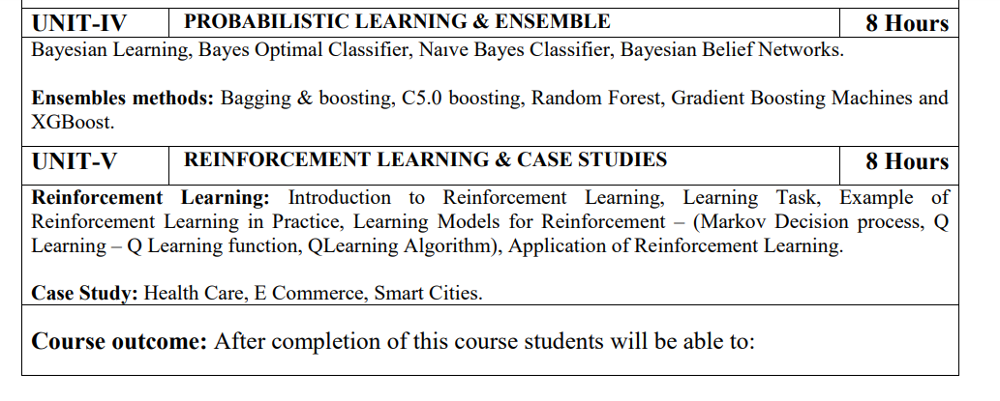 UNIT-IV PROBABILISTIC LEARNING & ENSEMBLE 8 Hours
Bayesian Learning, Bayes Optimal Classifier, Naıve Bayes Classifier, Bayesian Belief Networks.
Ensembles methods: Bagging & boosting, C5.0 boosting, Random Forest, Gradient Boosting Machines and
XGBoost.
UNIT-V REINFORCEMENT LEARNING & CASE STUDIES 8 Hours
Reinforcement Learning: Introduction to Reinforcement Learning, Learning Task, Example of
Reinforcement Learning in Practice, Learning Models for Reinforcement – (Markov Decision process, Q
Learning – Q Learning function, QLearning Algorithm), Application of Reinforcement Learning.
Case Study: Health Care, E Commerce, Smart Cities.
Course outcome: After completion of this course students will be able to: